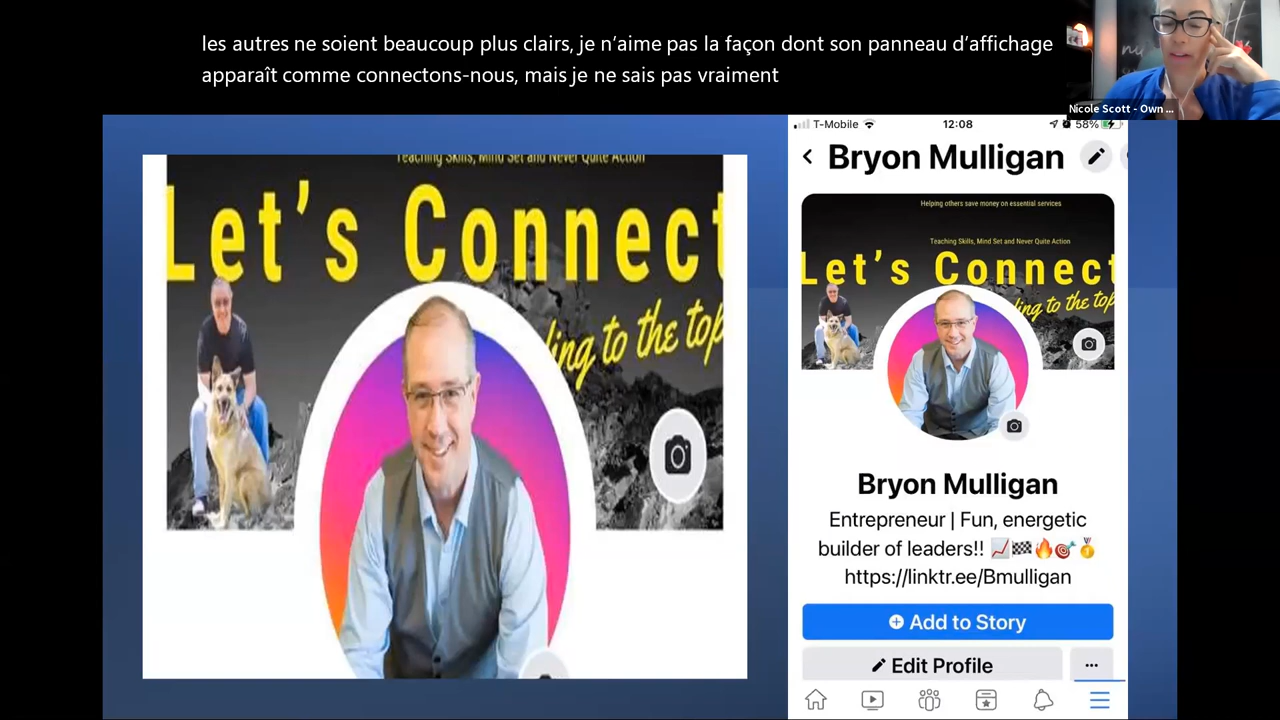 les autres ne soient beaucoup plus clairs, je n'aime pas la façon dont son panneau d'affichage
apparaît comme connectons-nous, mais je ne sais pas vraiment
Nicole Scott - Own ...
Teaching Skills, Mind Set and Never Quite Action
Let's Connect
ling to the top
T-Mobile
12:08
58%
Bryon Mulligan
Helping others save money on essential services
Teaching Skills, Mind Set and Never Quite Action
Let's Connect
ling to the top
Bryon Mulligan
Entrepreneur | Fun, energetic
builder of leaders!! 📈🏁🔥🎯🏅
https://linktr.ee/Bmulligan
Add to Story
Edit Profile
...